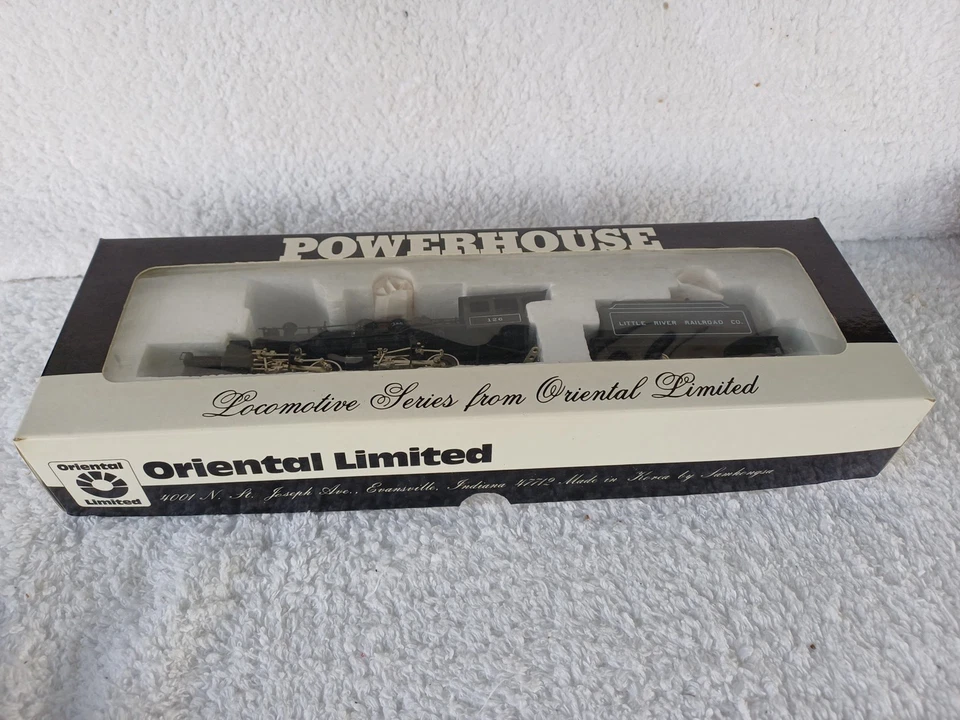 POWERHOUSE
126
LITTLE RIVER RAILROAD CO.
Locomotive Series from Oriental Limited
Oriental Limited
Oriental Limited
4001 N. St. Joseph Ave., Evansville, Indiana 47712 Made in Korea by Samhongsa